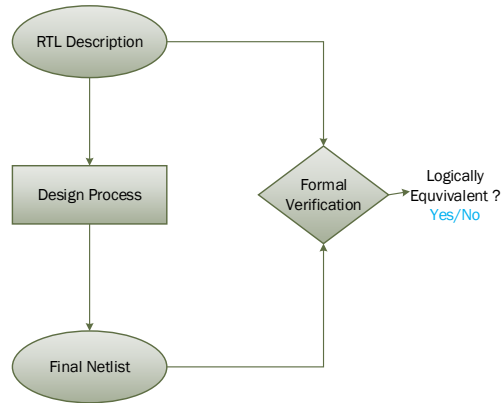 RTL Description
Design Process
Formal
Verification
Logically
Equvivalent ?
Yes/No
Final Netlist